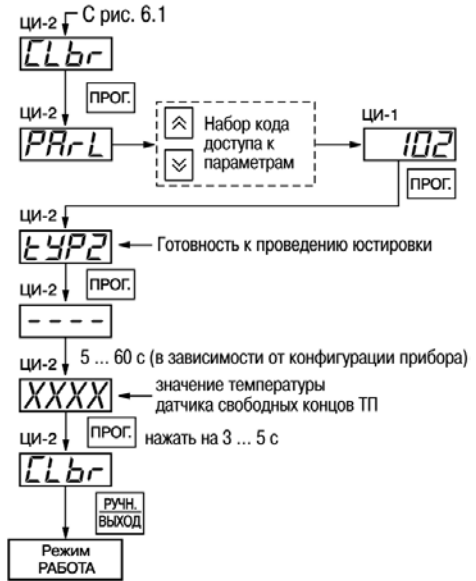 ЦИ-2 С рис. 6.1
CLbr
ПРОГ.
ЦИ-2
PArL
Набор кода
доступа к
параметрам
ЦИ-1
102
ПРОГ.
ЦИ-2
tYP2
Готовность к проведению юстировки
ПРОГ.
ЦИ-2
----
5 ... 60 с (в зависимости от конфигурации прибора)
ЦИ-2
XXXX
значение температуры
датчика свободных концов ТП
ПРОГ. нажать на 3 ... 5 с
ЦИ-2
CLbr
РУЧН.
ВЫХОД
Режим
РАБОТА